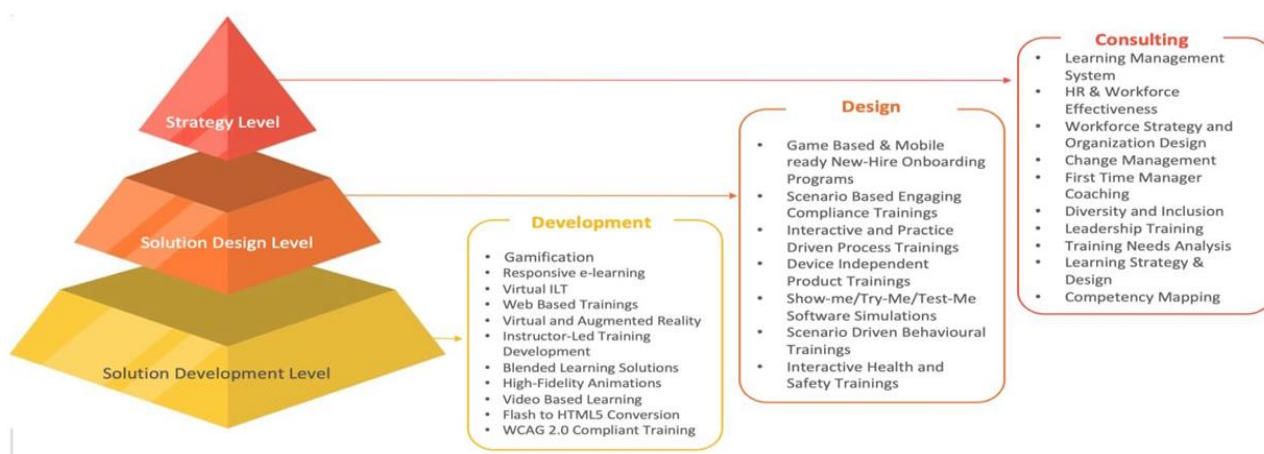 Strategy Level
Solution Design Level
Solution Development Level
Development
• Gamification
• Responsive e-learning
• Virtual ILT
• Web Based Trainings
• Virtual and Augmented Reality
• Instructor-Led Training
Development
• Blended Learning Solutions
• High-Fidelity Animations
• Video Based Learning
• Flash to HTML5 Conversion
• WCAG 2.0 Compliant Training
Design
• Game Based & Mobile
ready New-Hire Onboarding
Programs
• Scenario Based Engaging
Compliance Trainings
• Interactive and Practice
Driven Process Trainings
• Device Independent
Product Trainings
• Show-me/Try-Me/Test-Me
Software Simulations
• Scenario Driven Behavioural
Trainings
• Interactive Health and
Safety Trainings
Consulting
• Learning Management
System
• HR & Workforce
Effectiveness
• Workforce Strategy and
Organization Design
• Change Management
• First Time Manager
Coaching
• Diversity and Inclusion
• Leadership Training
• Training Needs Analysis
• Learning Strategy &
Design
• Competency Mapping